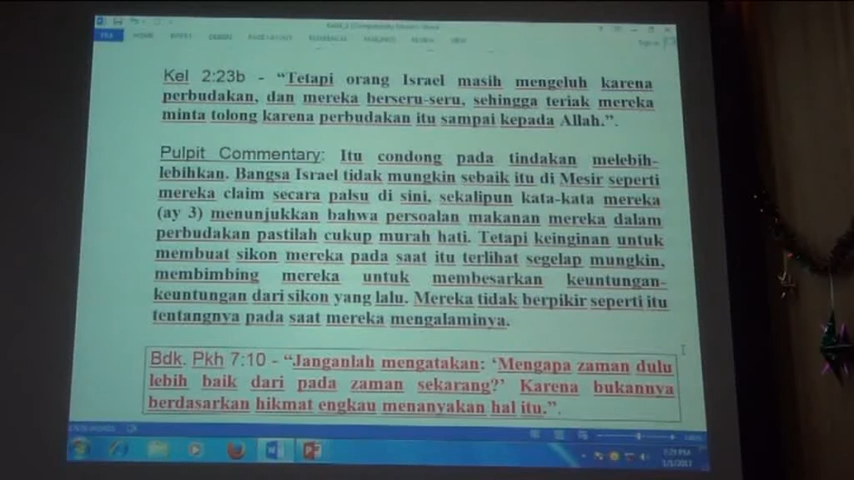 Kel 2:23b - “Tetapi orang Israel masih mengeluh karena
perbudakan, dan mereka berseru-seru, sehingga teriak mereka
minta tolong karena perbudakan itu sampai kepada Allah.”.
Pulpit Commentary: Itu condong pada tindakan melebih-
lebihkan. Bangsa Israel tidak mungkin sebaik itu di Mesir seperti
mereka claim secara palsu di sini, sekalipun kata-kata mereka
(ay 3) menunjukkan bahwa persoalan makanan mereka dalam
perbudakan pastilah cukup murah hati. Tetapi keinginan untuk
membuat sikon mereka pada saat itu terlihat segelap mungkin,
membimbing mereka untuk membesarkan keuntungan-
keuntungan dari sikon yang lalu. Mereka tidak berpikir seperti itu
tentangnya pada saat mereka mengalaminya.
Bdk. Pkh 7:10 - “Janganlah mengatakan: ‘Mengapa zaman dulu
lebih baik dari pada zaman sekarang?’ Karena bukannya
berdasarkan hikmat engkau menanyakan hal itu.”.
7:29 PM